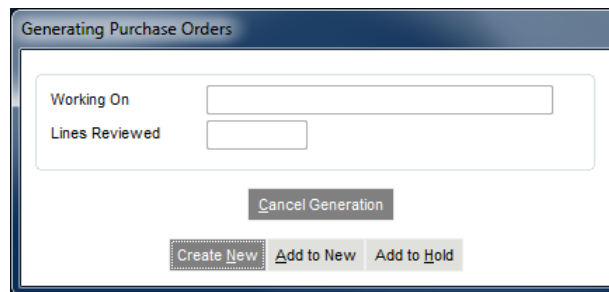 Generating Purchase Orders
Working On
Lines Reviewed
Cancel Generation
Create New Add to New Add to Hold